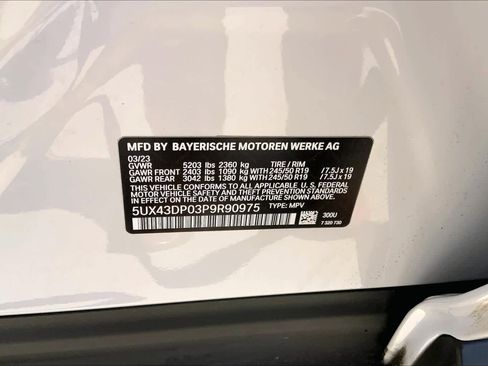 MFD BY BAYERISCHE MOTOREN WERKE AG
03/23
GVWR 5203 lbs 2360 kg TIRE / RIM
GAWR FRONT 2403 lbs 1090 kg WITH 245/50 R19 / 7.5J x 19
GAWR REAR 3042 lbs 1380 kg WITH 245/50 R19 / 7.5J x 19
THIS VEHICLE CONFORMS TO ALL APPLICABLE U.S. FEDERAL
MOTOR VEHICLE SAFETY STANDARDS IN EFFECT ON THE
DATE OF MANUFACTURE SHOWN ABOVE.
5UX43DP03P9R90975 TYPE: MPV 300U
7 320 730